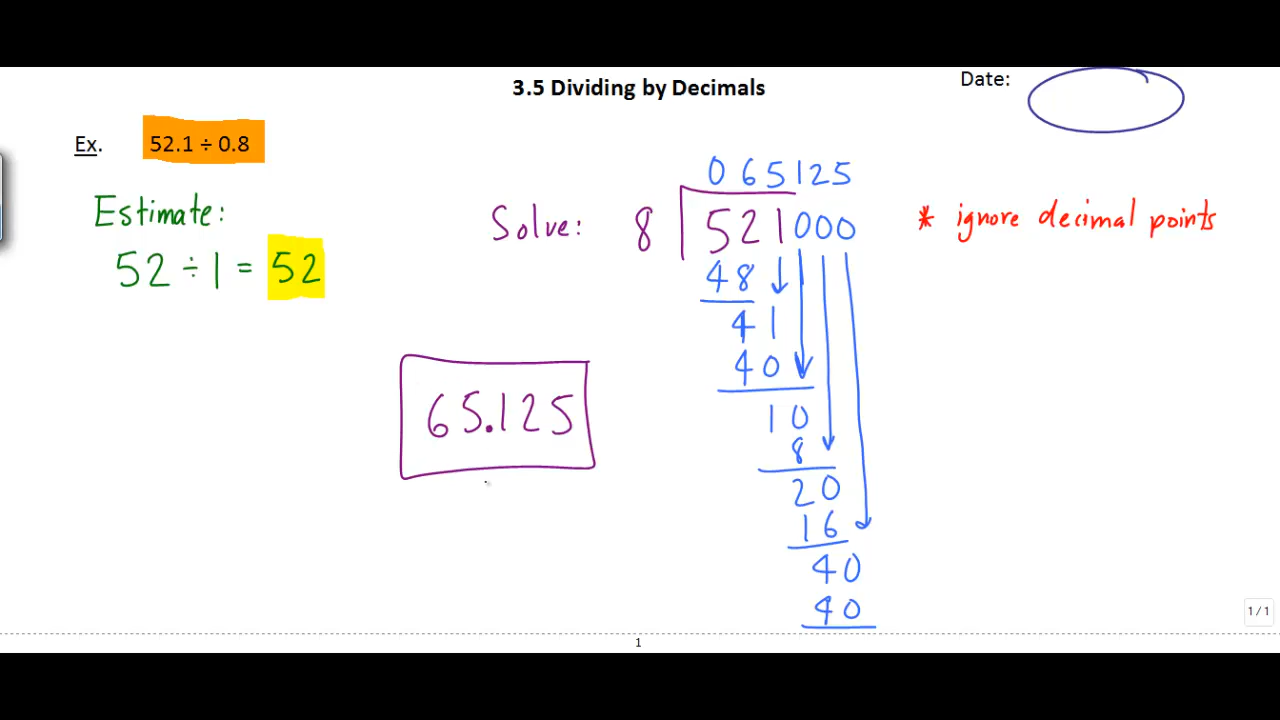 3.5 Dividing by Decimals
Date:
Ex. 52.1 ÷ 0.8
Estimate:
52 ÷ 1 = 52
065125
Solve: 8 521000
* ignore decimal points
48
41
40
65.125
10
8
20
16
40
40
1 / 1
1